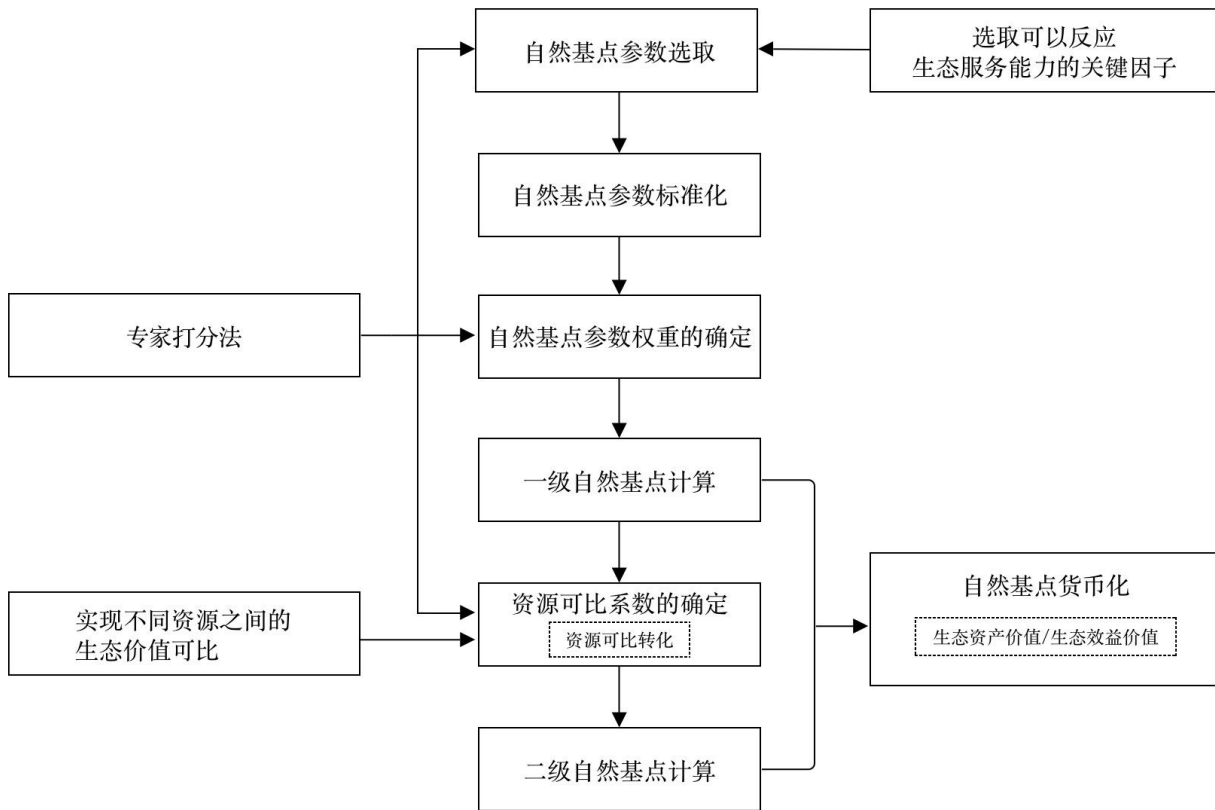 自然基点参数选取
选取可以反应
生态服务能力的关键因子
自然基点参数标准化
专家打分法
自然基点参数权重的确定
一级自然基点计算
实现不同资源之间的
生态价值可比
资源可比系数的确定
资源可比转化
自然基点货币化
生态资产价值/生态效益价值
二级自然基点计算